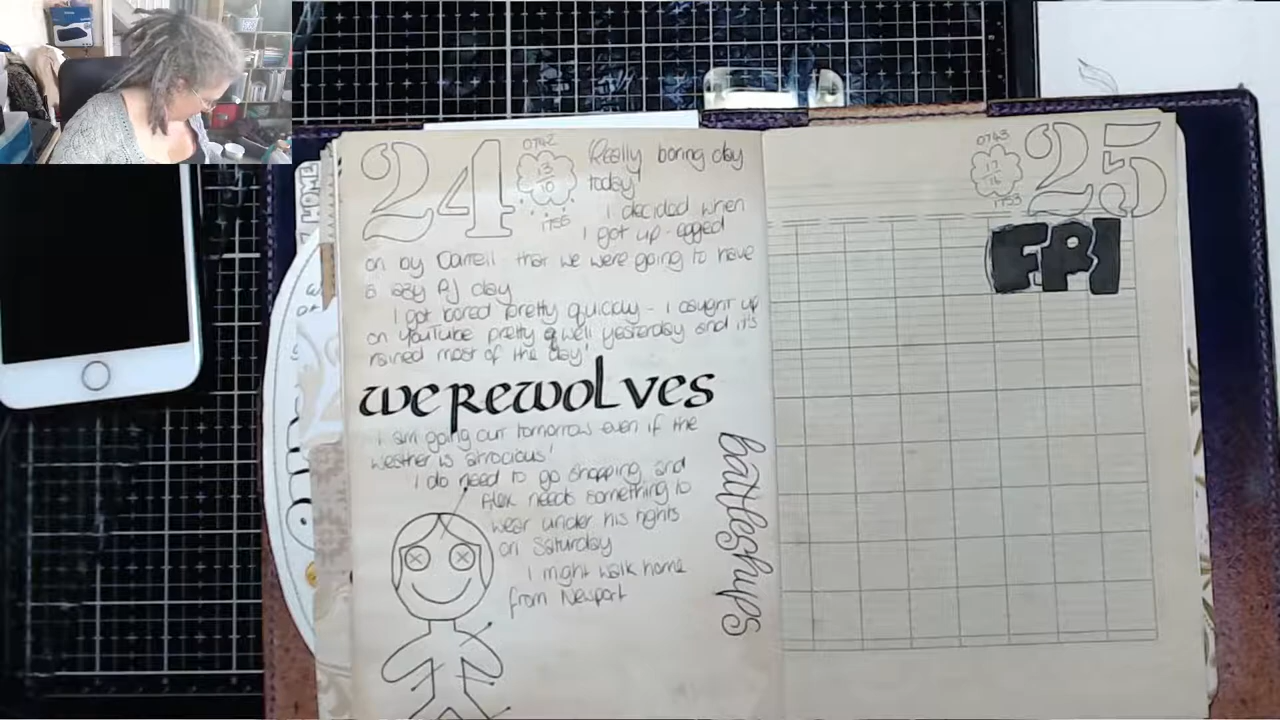 24
0742
13
10
1755
Really boring day
today!
I decided when
I got up - egged
on by Darrell that we were going to have
a lazy PJ day
I got bored pretty quickly - I caught up
on YouTube pretty well yesterday and it's
rained most of the day!
werewolves
I am going out tomorrow even if the
weather is atrocious!
I do need to go shopping and
Alex needs something to
wear under his tights
on Saturday
I might walk home
from Newport
battleships
0743
17
16
1753
25
FRI
HOME